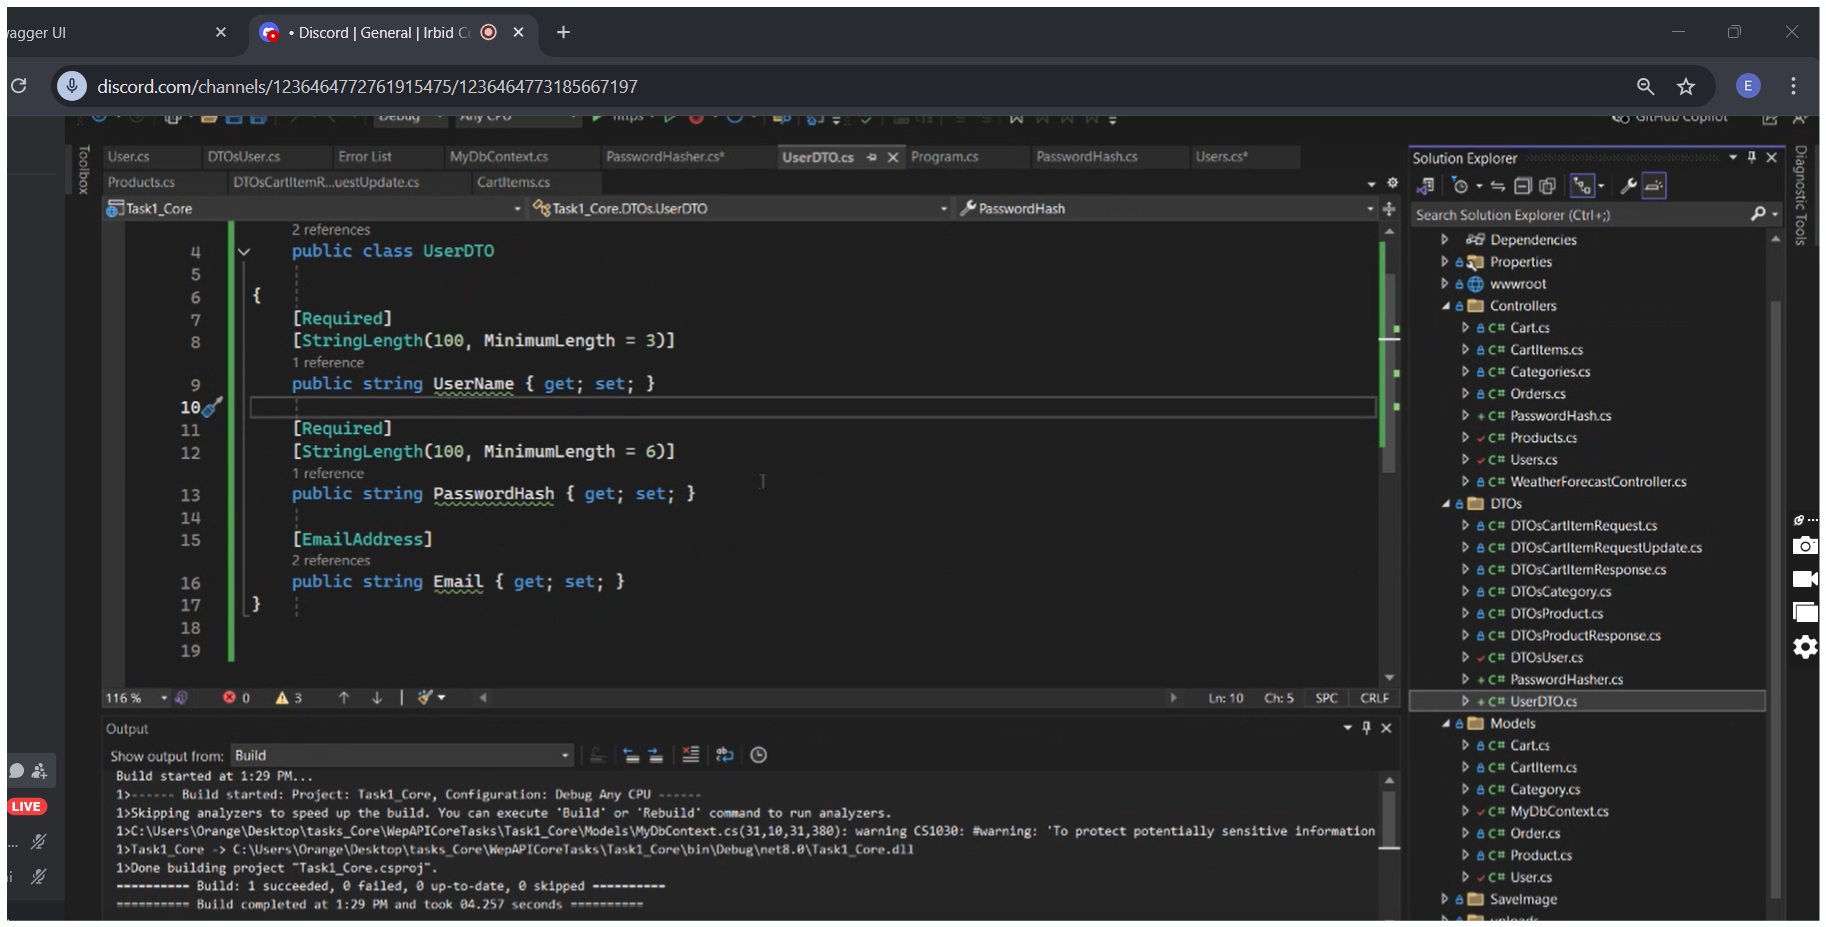 vagger UI
• Discord | General | Irbid Co
discord.com/channels/1236464772761915475/1236464773185667197
E
Debug
Any CPU
https
GitHub Copilot
Toolbox
User.cs
DTOsUser.cs
Error List
MyDbContext.cs
PasswordHasher.cs*
UserDTO.cs
Program.cs
PasswordHash.cs
Users.cs*
Products.cs
DTOsCartItemR...uestUpdate.cs
CartItems.cs
Task1_Core
Task1_Core.DTOs.UserDTO
PasswordHash
2 references
4 public class UserDTO
5
6 {
7 [Required]
8 [StringLength(100, MinimumLength = 3)]
1 reference
9 public string UserName { get; set; }
10
11 [Required]
12 [StringLength(100, MinimumLength = 6)]
1 reference
13 public string PasswordHash { get; set; }
14
15 [EmailAddress]
2 references
16 public string Email { get; set; }
17 }
18
19
116 %
0
3
Ln: 10
Ch: 5
SPC
CRLF
Output
Show output from: Build
Build started at 1:29 PM...
1>------ Build started: Project: Task1_Core, Configuration: Debug Any CPU ------
1>Skipping analyzers to speed up the build. You can execute 'Build' or 'Rebuild' command to run analyzers.
1>C:\Users\Orange\Desktop\tasks_Core\WepAPICoreTasks\Task1_Core\Models\MyDbContext.cs(31,10,31,380): warning CS1030: #warning: 'To protect potentially sensitive information
1>Task1_Core -> C:\Users\Orange\Desktop\tasks_Core\WepAPICoreTasks\Task1_Core\bin\Debug\net8.0\Task1_Core.dll
1>Done building project "Task1_Core.csproj".
========== Build: 1 succeeded, 0 failed, 0 up-to-date, 0 skipped ==========
========== Build completed at 1:29 PM and took 04.257 seconds ==========
LIVE
Solution Explorer
Search Solution Explorer (Ctrl+;)
Dependencies
Properties
wwwroot
Controllers
C# Cart.cs
C# CartItems.cs
C# Categories.cs
C# Orders.cs
C# PasswordHash.cs
C# Products.cs
C# Users.cs
C# WeatherForecastController.cs
DTOs
C# DTOsCartItemRequest.cs
C# DTOsCartItemRequestUpdate.cs
C# DTOsCartItemResponse.cs
C# DTOsCategory.cs
C# DTOsProduct.cs
C# DTOsProductResponse.cs
C# DTOsUser.cs
C# PasswordHasher.cs
C# UserDTO.cs
Models
C# Cart.cs
C# CartItem.cs
C# Category.cs
C# MyDbContext.cs
C# Order.cs
C# Product.cs
C# User.cs
SaveImage
uploads
Diagnostic Tools